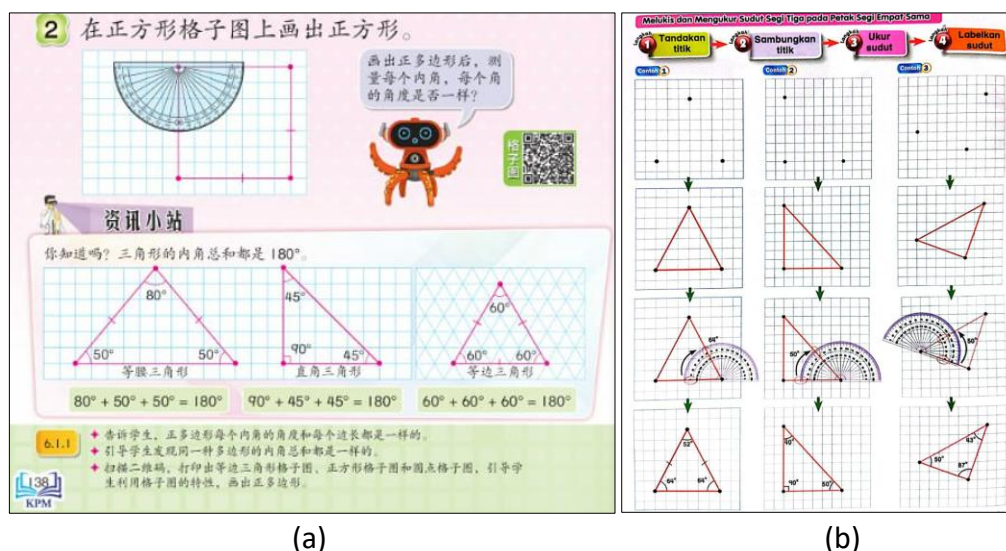 2 在正方形格子图上画出正方形。
画出正多边形后，测
量每个内角，每个角
的角度是否一样？
格子图
资讯小站
你知道吗？三角形的内角总和都是 180°。
80°
50° 50°
等腰三角形
45°
90° 45°
直角三角形
60°
60° 60°
等边三角形
80° + 50° + 50° = 180°
90° + 45° + 45° = 180°
60° + 60° + 60° = 180°
6.1.1
告诉学生，正多边形每个内角的角度和每个边长都是一样的。
引导学生发现同一种多边形的内角总和都是一样的。
扫描二维码，打印出等边三角形格子图、正方形格子图和圆点格子图，引导学
生利用格子图的特性，画出正多边形。
138
KPM
(a)
Melukis dan Mengukur Sudut Segi Tiga pada Petak Segi Empat Sama
Langkah 1 Tandakan
titik
Langkah 2 Sambungkan
titik
Langkah 3 Ukur
sudut
Langkah 4 Labelkan
sudut
Contoh 1
Contoh 2
Contoh 3
64°
50°
50°
52°
64° 64°
40°
90° 50°
43°
50°
87°
(b)